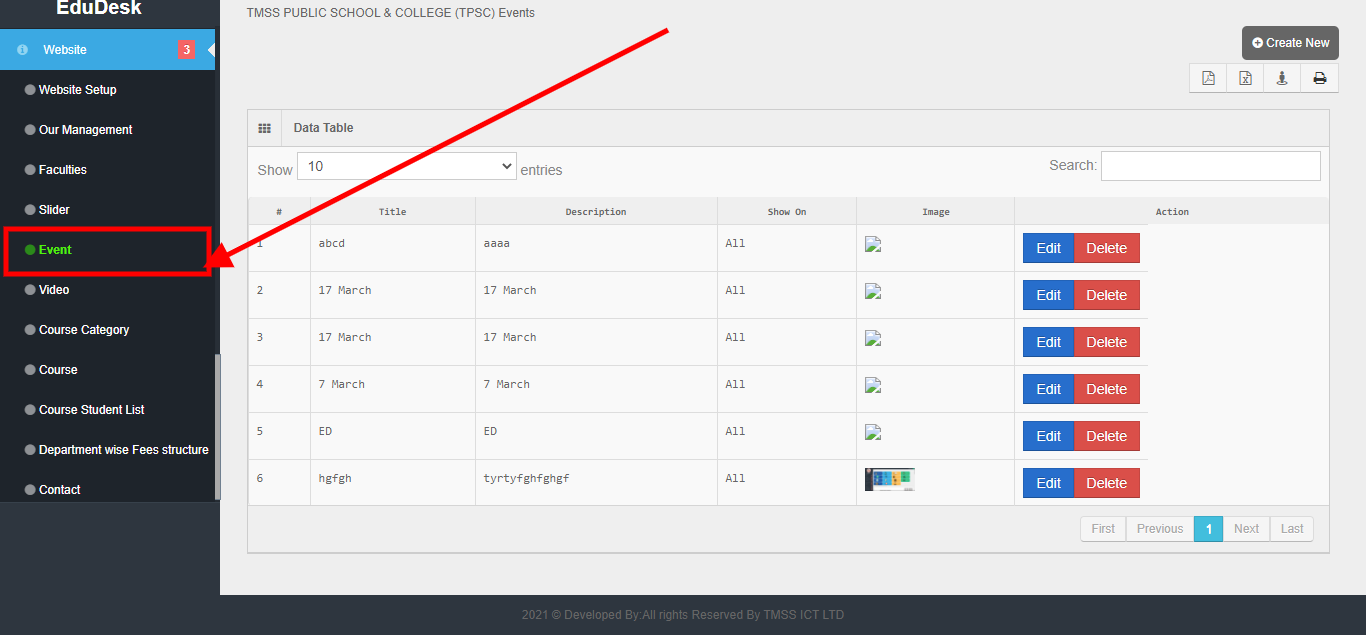 EduDesk
Website 3
Website Setup
Our Management
Faculties
Slider
Event
Video
Course Category
Course
Course Student List
Department wise Fees structure
Contact
TMSS PUBLIC SCHOOL & COLLEGE (TPSC) Events
Create New
Data Table
Show 10 entries
Search:
# Title Description Show On Image Action
1 abcd aaaa All Edit Delete
2 17 March 17 March All Edit Delete
3 17 March 17 March All Edit Delete
4 7 March 7 March All Edit Delete
5 ED ED All Edit Delete
6 hgfgh tyrtyfghfghgf All Edit Delete
First Previous 1 Next Last
2021 © Developed By:All rights Reserved By TMSS ICT LTD